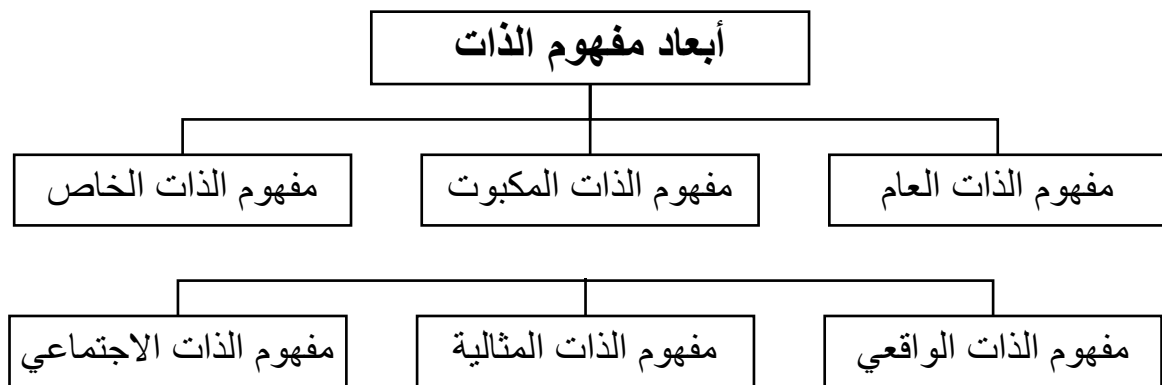 أبعاد مفهوم الذات
مفهوم الذات العام
مفهوم الذات المكبوت
مفهوم الذات الخاص
مفهوم الذات الواقعي
مفهوم الذات المثالية
مفهوم الذات الاجتماعي